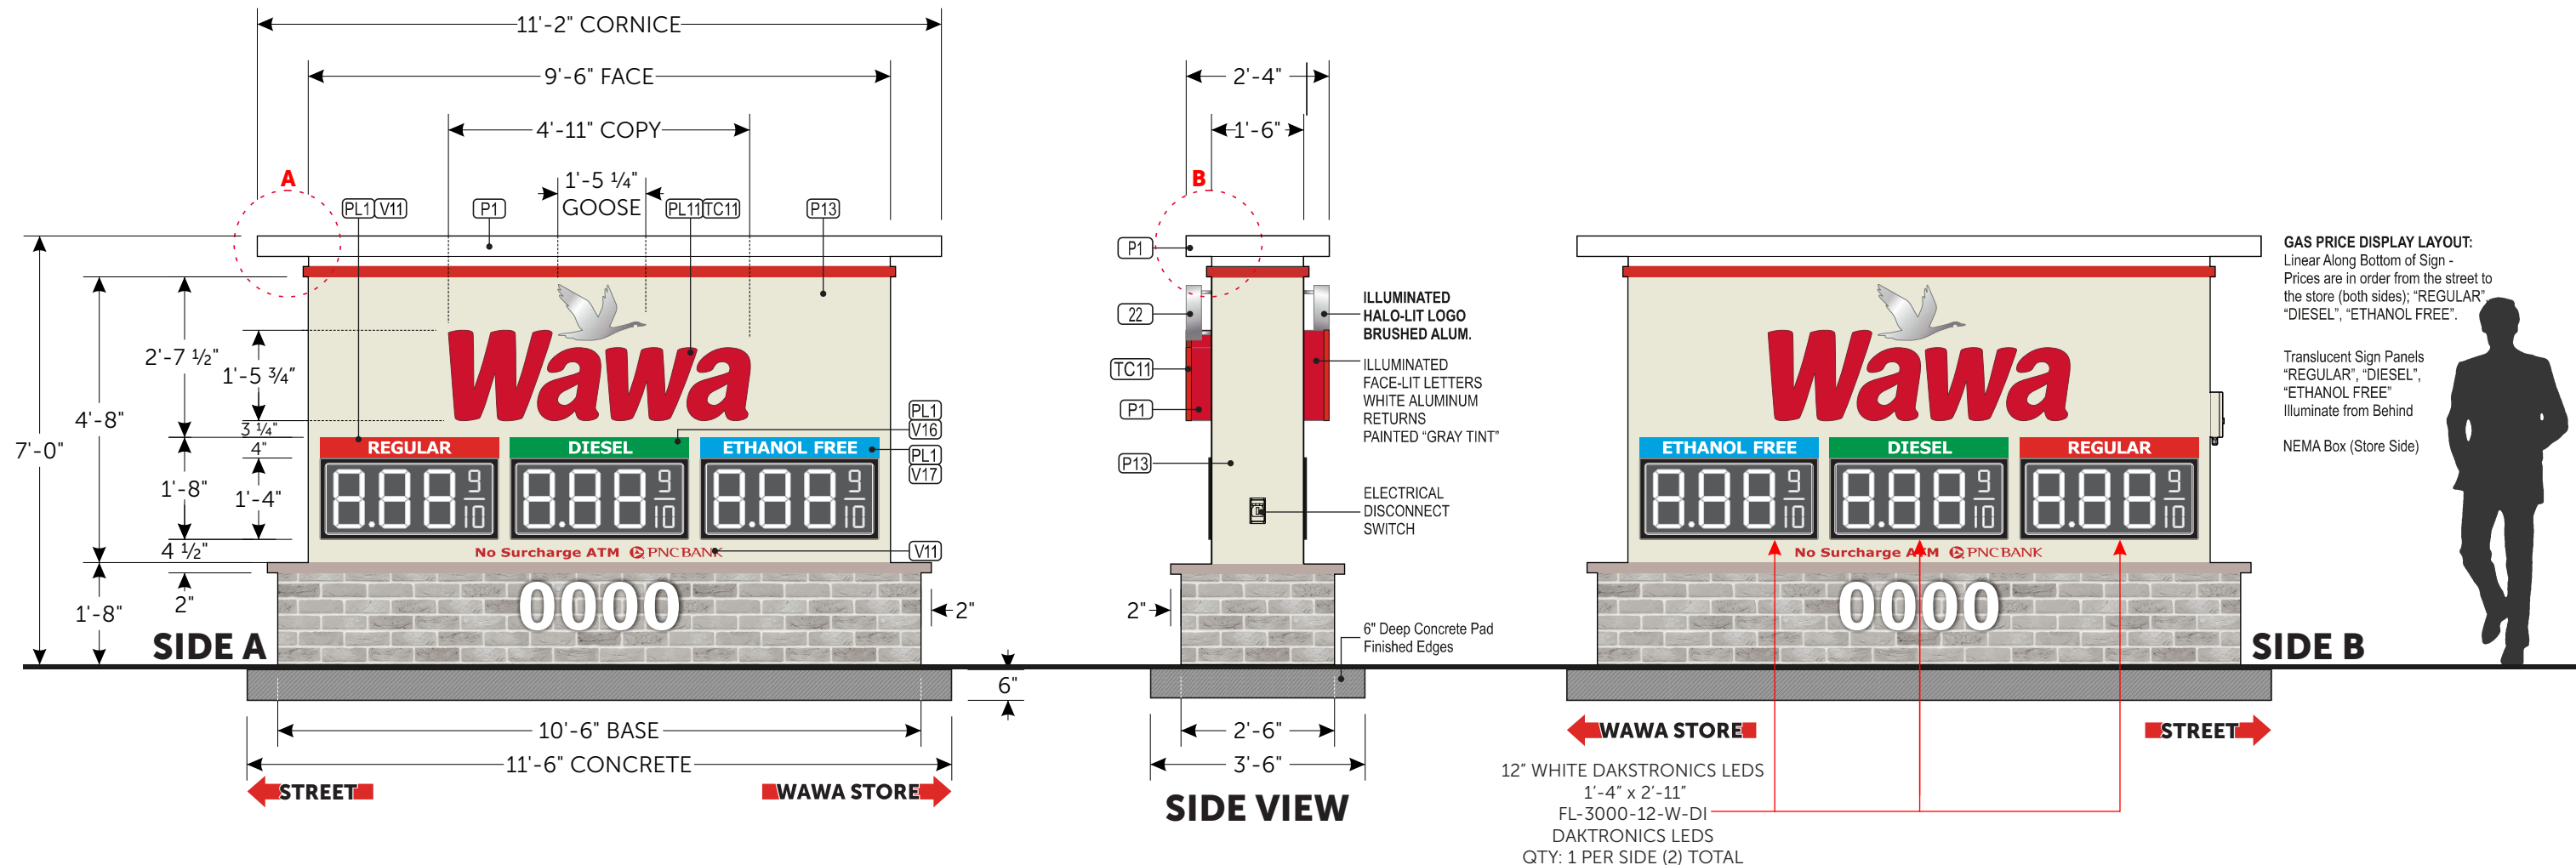 11'-2" CORNICE
9'-6" FACE
4'-11" COPY
1'-5 ¼"
GOOSE
A
PL1 V11
P1
PL11 TC11
P13
7'-0"
4'-8"
2'-7 ½"
1'-5 ¾"
3 ¼"
4"
1'-8"
1'-4"
4 ½"
2"
1'-8"
2"
Wawa
REGULAR
DIESEL
ETHANOL FREE
8.88 9/10
8.88 9/10
8.88 9/10
No Surcharge ATM PNCBANK
0000
PL1
V16
PL1
V17
V11
SIDE A
6"
10'-6" BASE
11'-6" CONCRETE
STREET
WAWA STORE
2'-4"
1'-6"
B
P1
22
TC11
P1
P13
ILLUMINATED
HALO-LIT LOGO
BRUSHED ALUM.
ILLUMINATED
FACE-LIT LETTERS
WHITE ALUMINUM
RETURNS
PAINTED “GRAY TINT”
ELECTRICAL
DISCONNECT
SWITCH
2"
6" Deep Concrete Pad
Finished Edges
2'-6"
3'-6"
SIDE VIEW
Wawa
ETHANOL FREE
DIESEL
REGULAR
8.88 9/10
8.88 9/10
8.88 9/10
No Surcharge ATM PNCBANK
0000
SIDE B
WAWA STORE
STREET
12” WHITE DAKSTRONICS LEDS
1’-4” x 2’-11”
FL-3000-12-W-DI
DAKTRONICS LEDS
QTY: 1 PER SIDE (2) TOTAL
GAS PRICE DISPLAY LAYOUT:
Linear Along Bottom of Sign -
Prices are in order from the street to
the store (both sides); “REGULAR”,
“DIESEL”, “ETHANOL FREE”.
Translucent Sign Panels
“REGULAR”, “DIESEL”,
“ETHANOL FREE”
Illuminate from Behind
NEMA Box (Store Side)